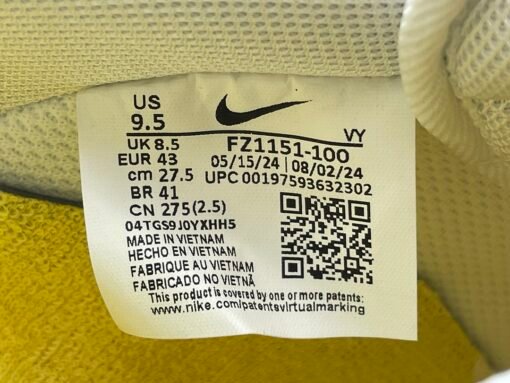 US
9.5
VY
UK 8.5
FZ1151-100
EUR 43
05/15/24 | 08/02/24
cm 27.5
UPC 00197593632302
BR 41
CN 275(2.5)
04TGS9J0YXHH5
MADE IN VIETNAM
HECHO EN VIETNAM
FABRIQUE AU VIETNAM
FABRICADO NO VIETNÃ
This product is covered by one or more patents:
www.nike.com/patentsvirtualmarking